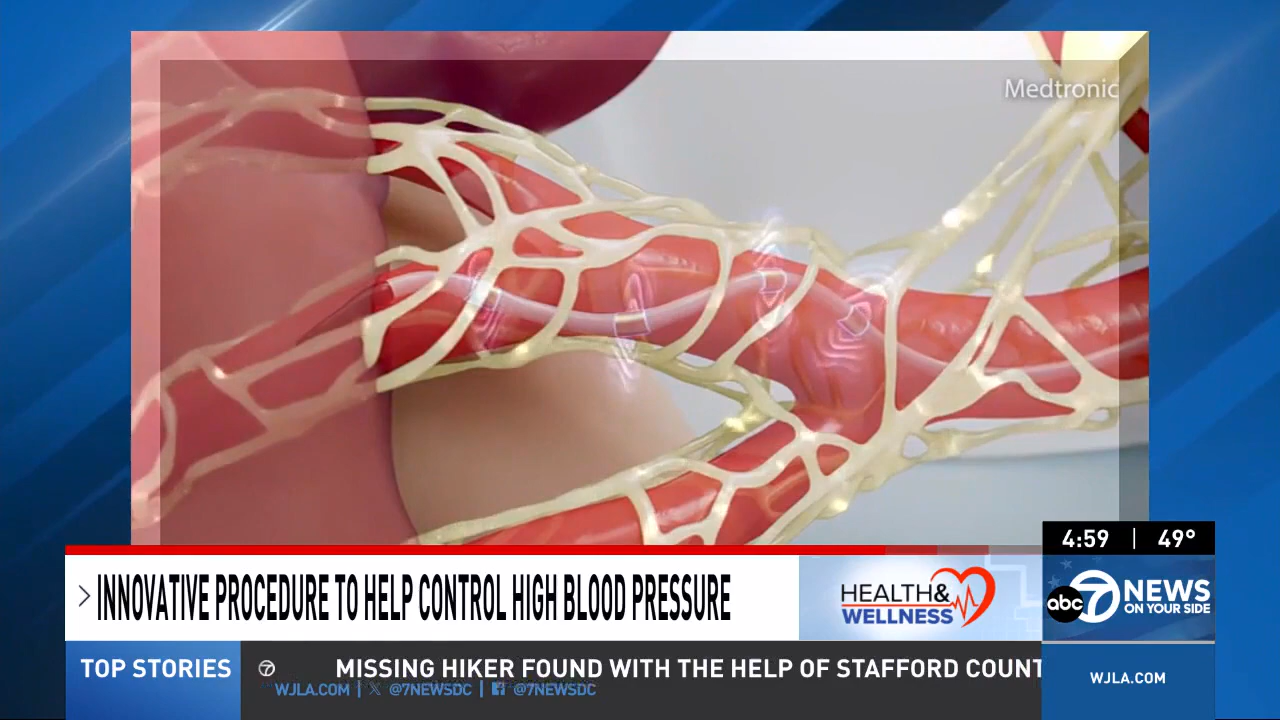 Medtronic
4:59 | 49°
INNOVATIVE PROCEDURE TO HELP CONTROL HIGH BLOOD PRESSURE
HEALTH&
WELLNESS
abc 7 NEWS
ON YOUR SIDE
TOP STORIES
7 MISSING HIKER FOUND WITH THE HELP OF STAFFORD COUNT
WJLA.COM | X @7NEWSDC | f @7NEWSDC
WJLA.COM